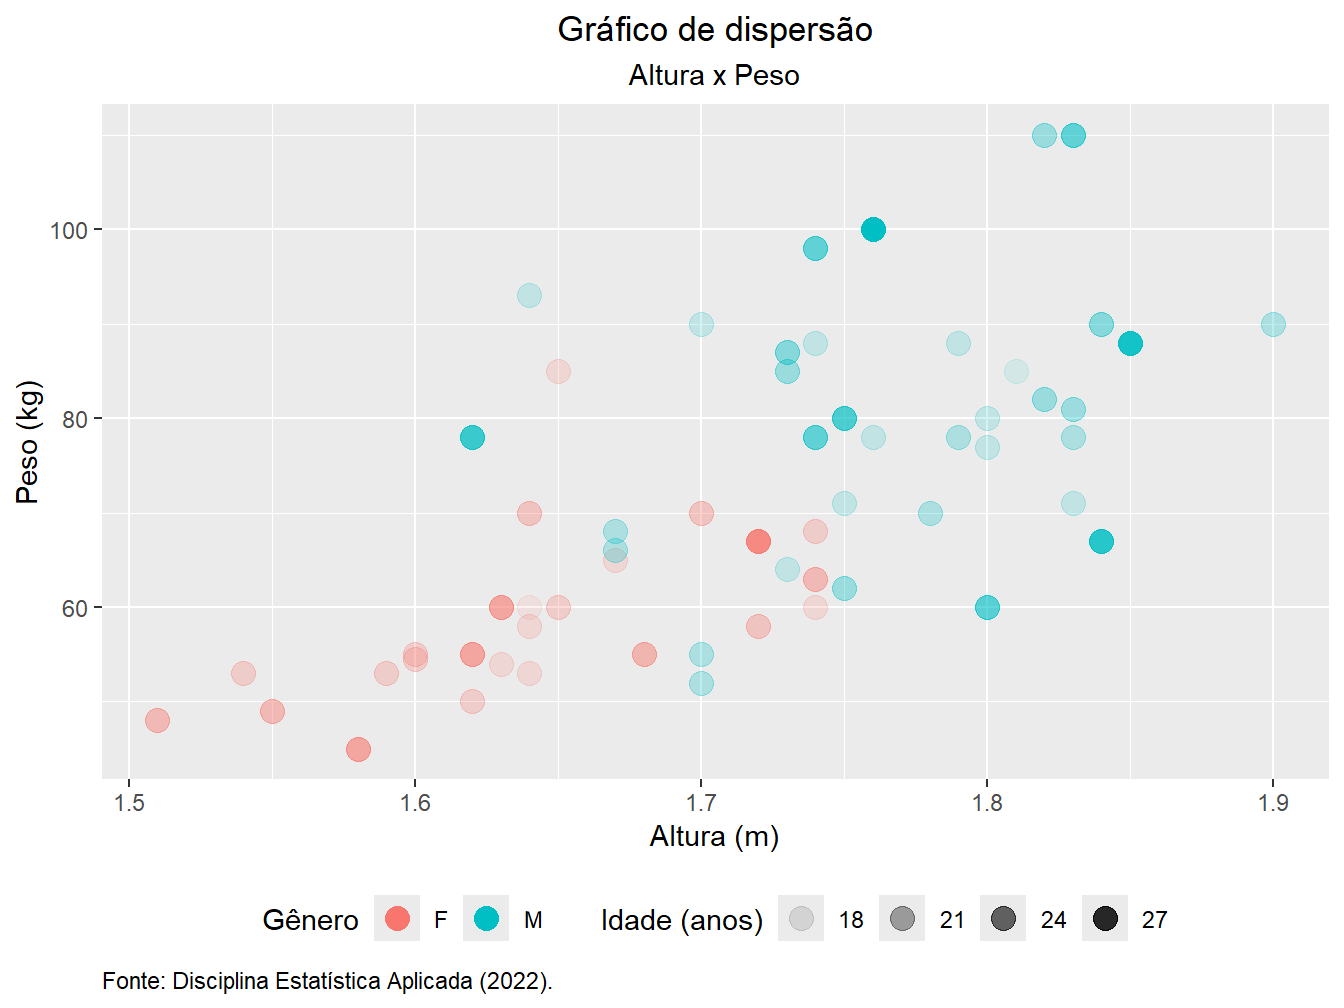 Gráfico de dispersão
Altura x Peso
Peso (kg)
100
80
60
1.5 1.6 1.7 1.8 1.9
Altura (m)
Gênero F M Idade (anos) 18 21 24 27
Fonte: Disciplina Estatística Aplicada (2022).